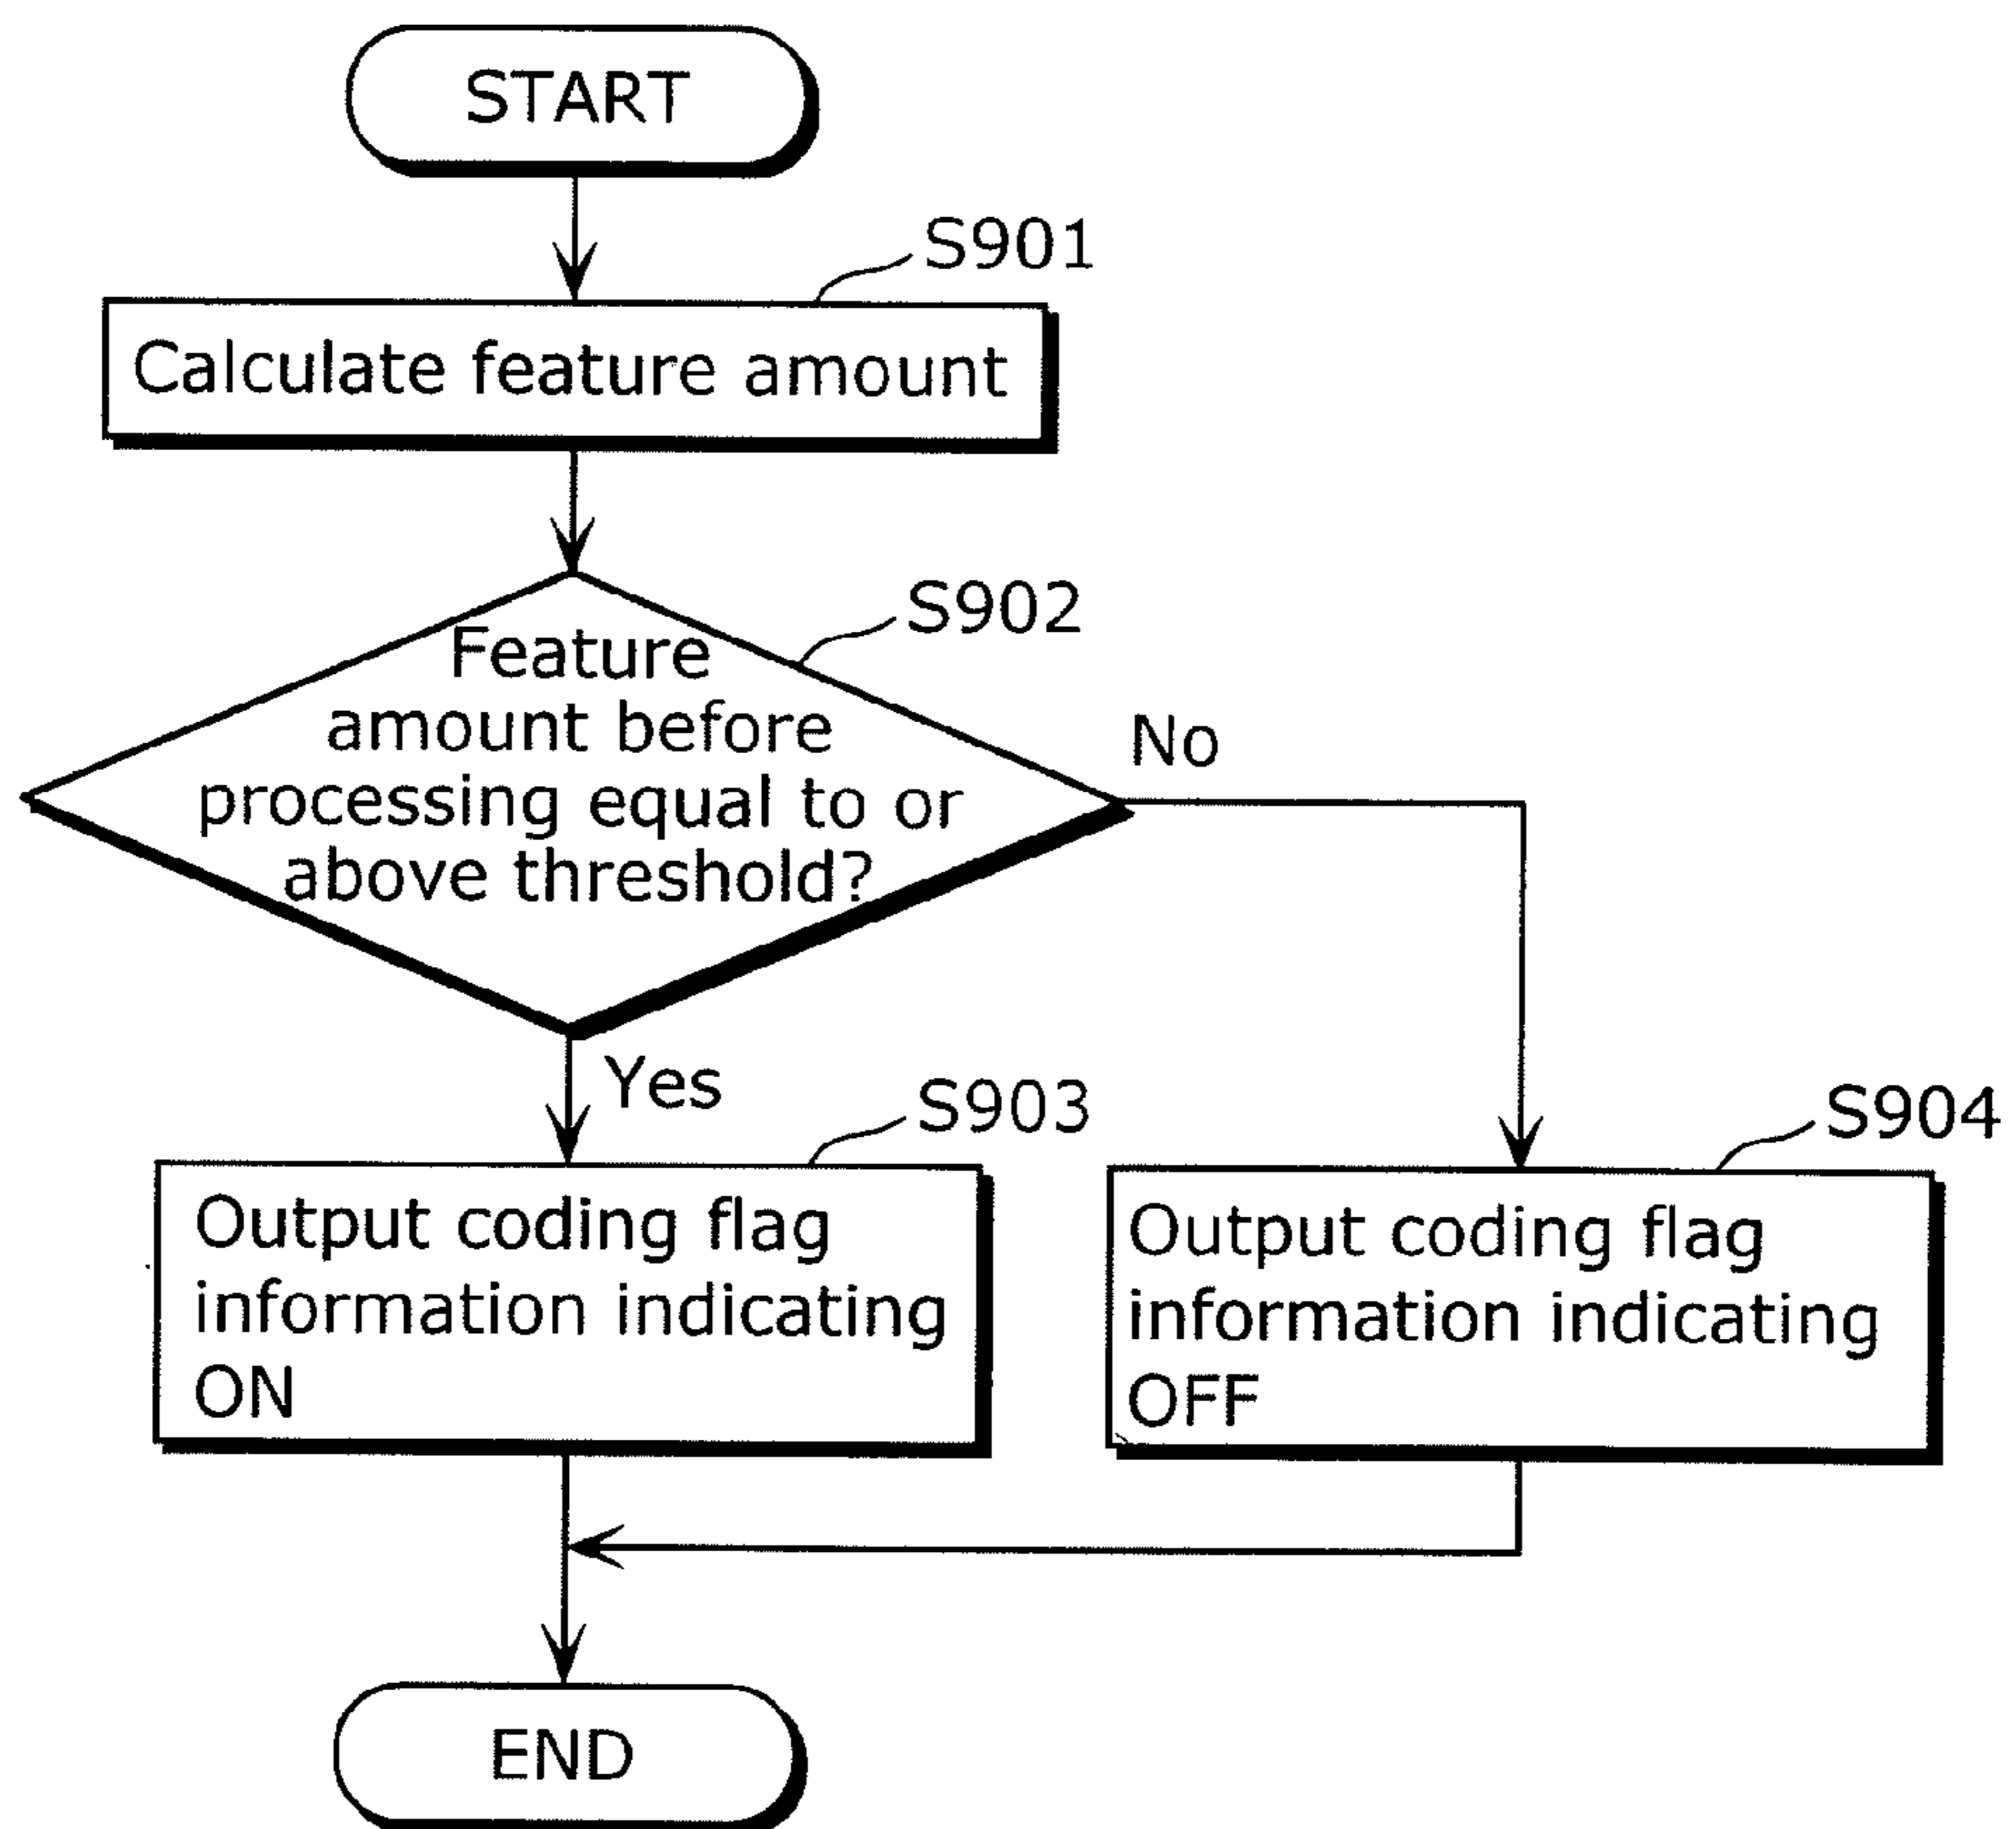 START
S901
Calculate feature amount
S902
Feature
amount before
processing equal to or
above threshold?
No
Yes
S903
Output coding flag
information indicating
ON
S904
Output coding flag
information indicating
OFF
END